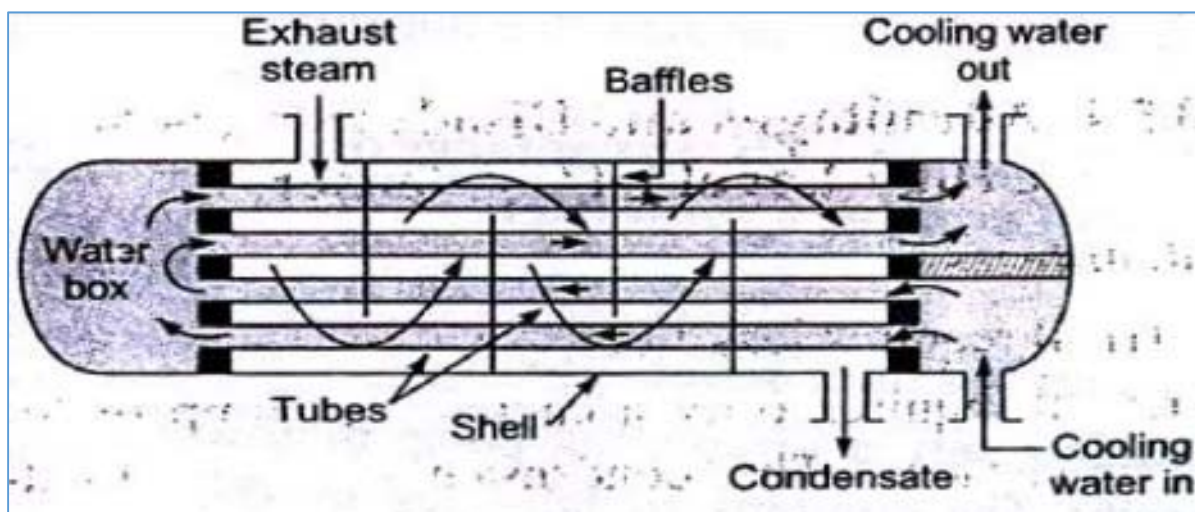 Exhaust
steam
Baffles
Cooling water
out
Water
box
Tubes
Shell
Condensate
Cooling
water in